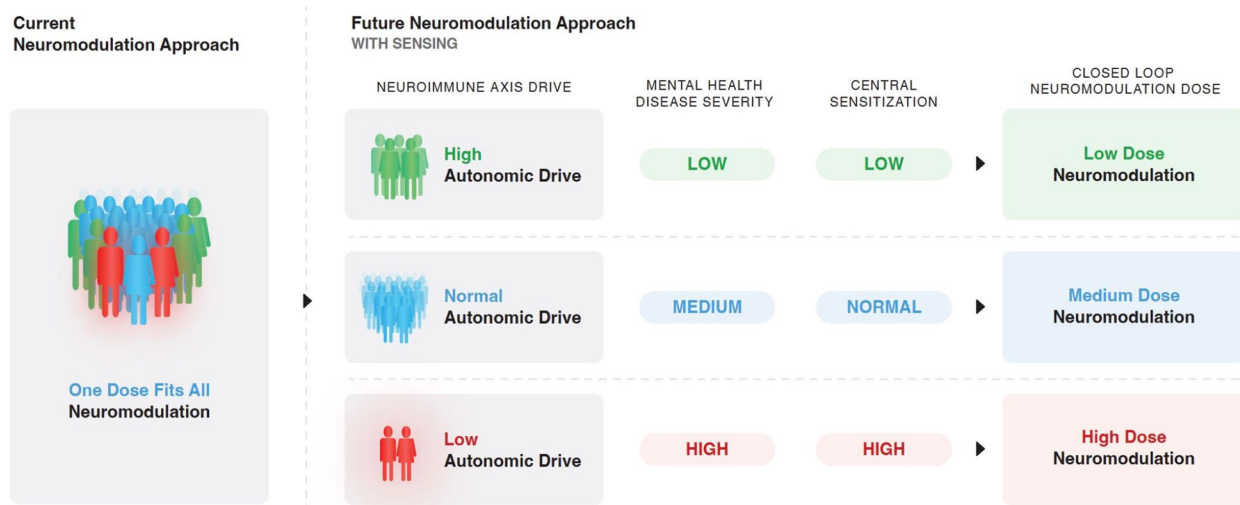 Current
Neuromodulation Approach
One Dose Fits All
Neuromodulation
Future Neuromodulation Approach
WITH SENSING
NEUROIMMUNE AXIS DRIVE
MENTAL HEALTH
DISEASE SEVERITY
CENTRAL
SENSITIZATION
CLOSED LOOP
NEUROMODULATION DOSE
High
Autonomic Drive
LOW
LOW
Low Dose
Neuromodulation
Normal
Autonomic Drive
MEDIUM
NORMAL
Medium Dose
Neuromodulation
Low
Autonomic Drive
HIGH
HIGH
High Dose
Neuromodulation